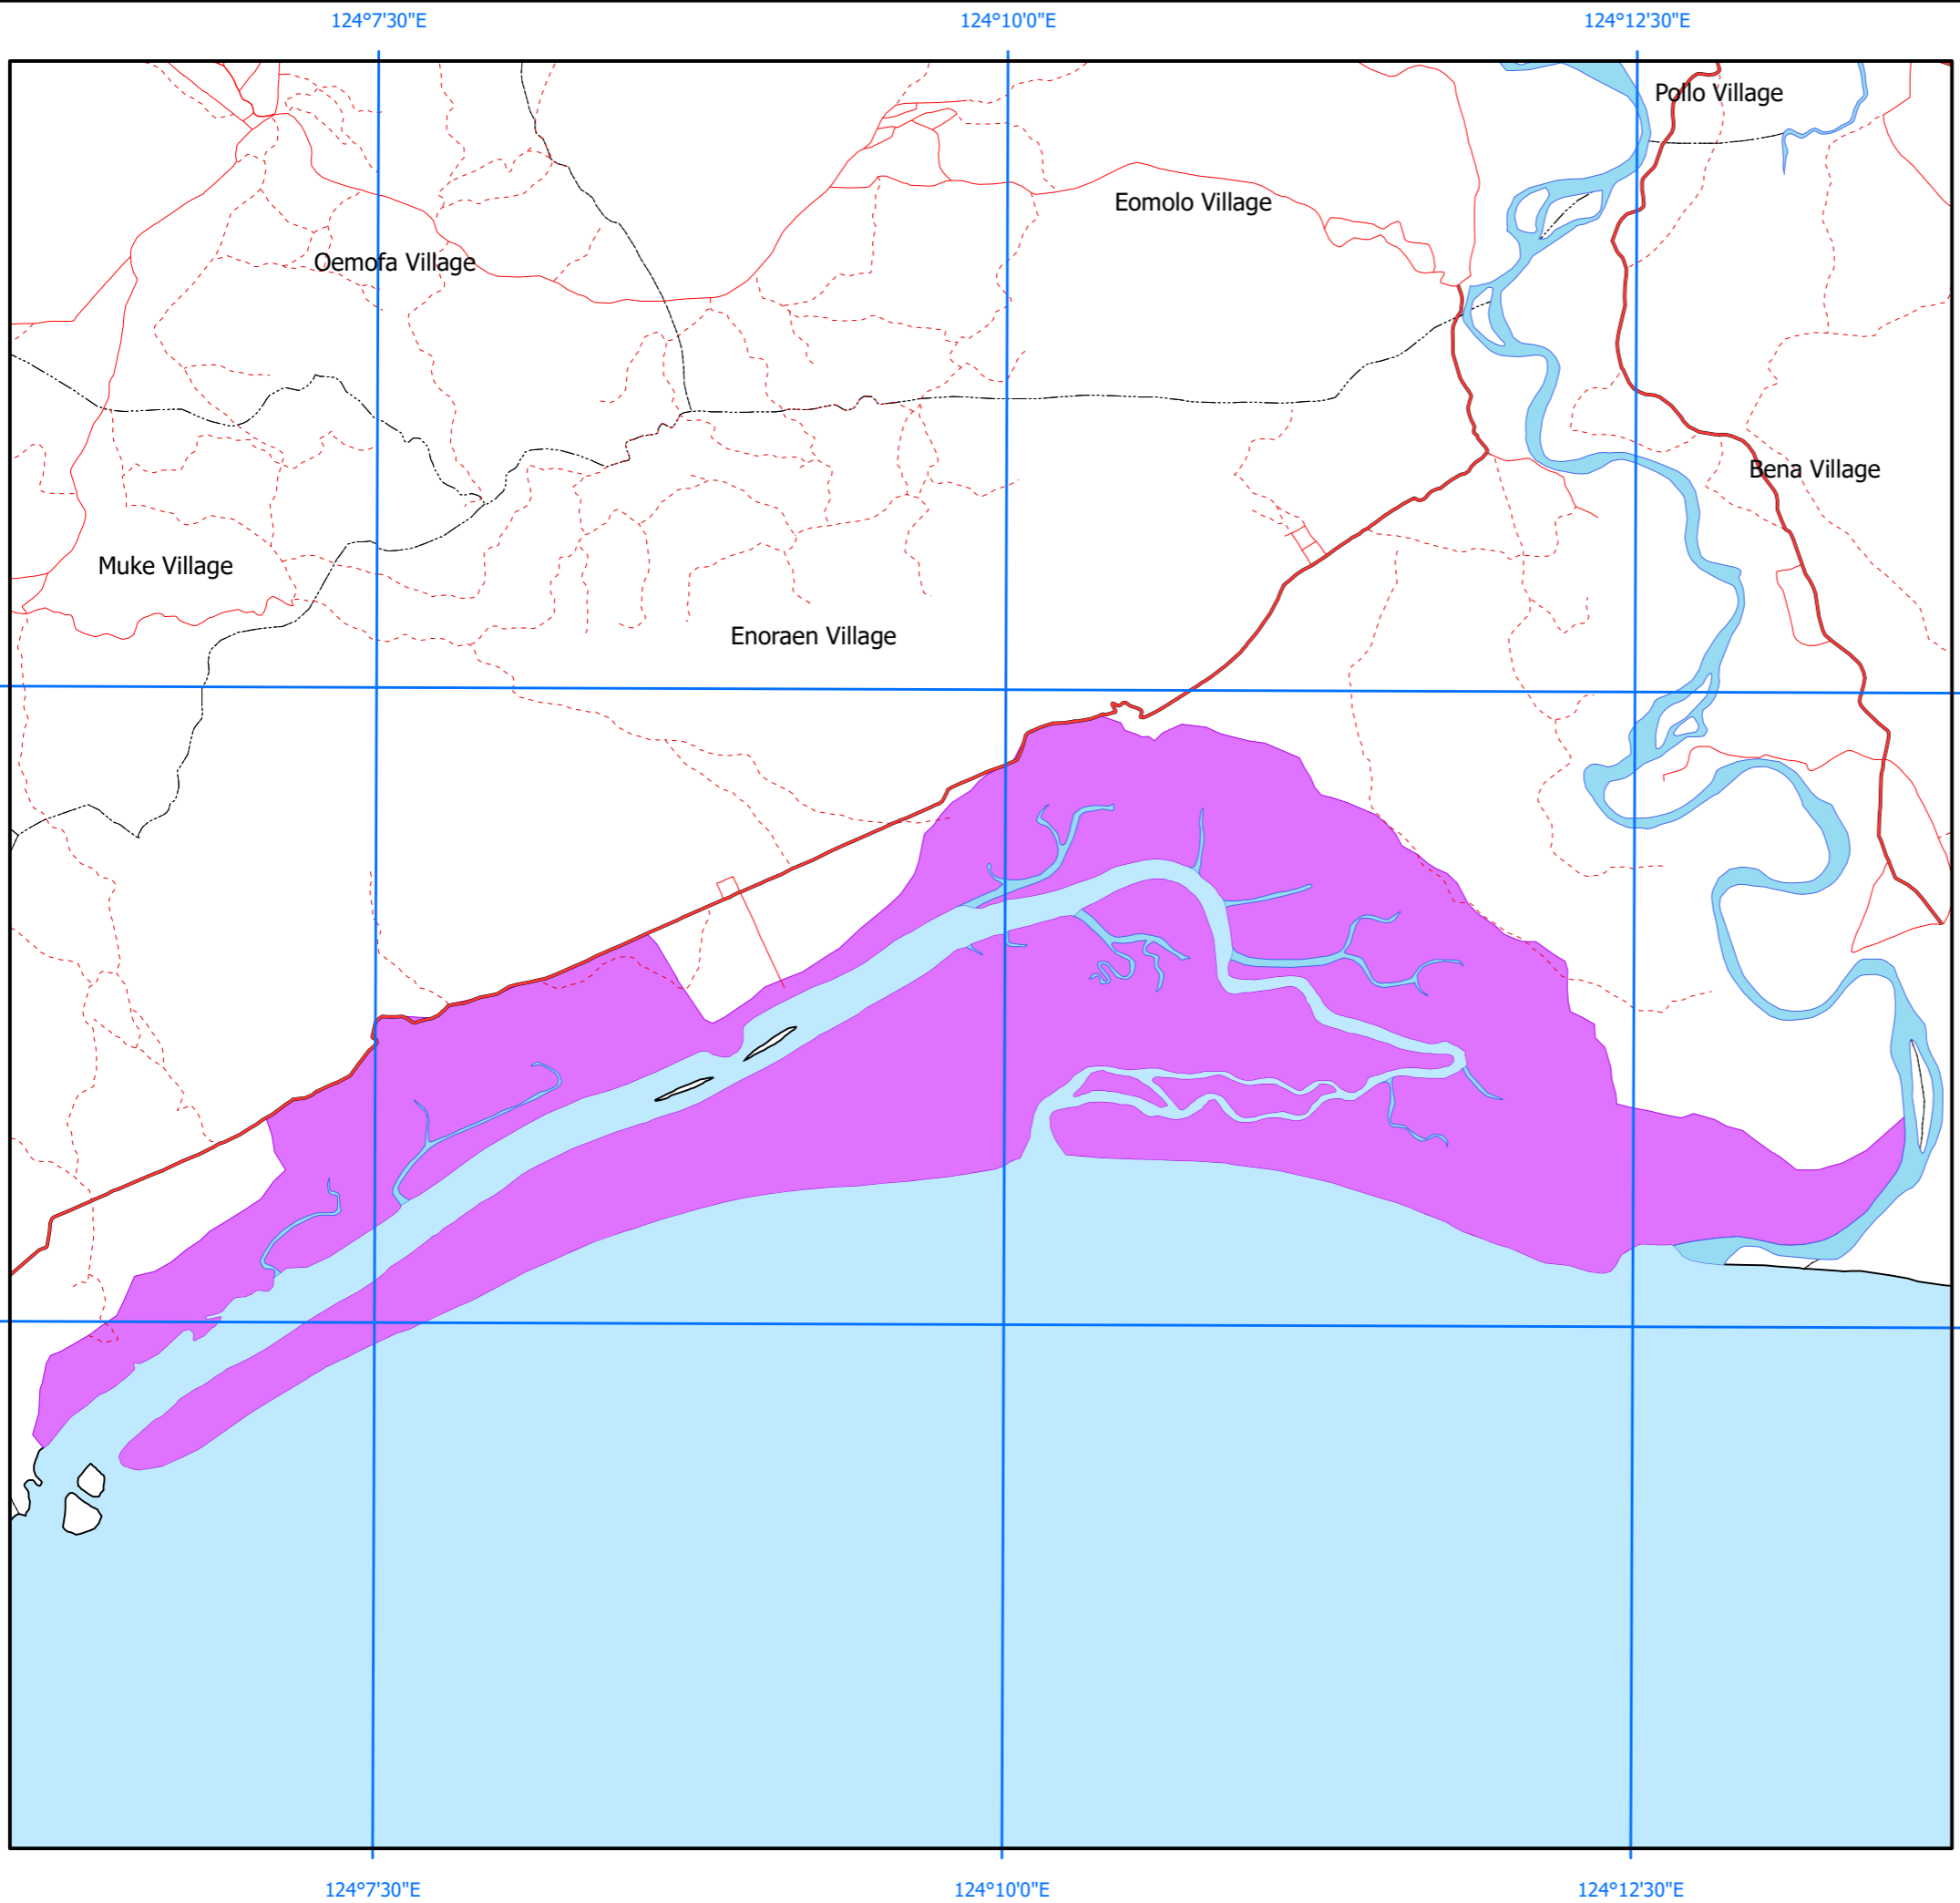 124°7'30"E
124°10'0"E
124°12'30"E
Pollo Village
Eomolo Village
Oemofa Village
Bena Village
Muke Village
Enoraen Village
124°7'30"E
124°10'0"E
124°12'30"E